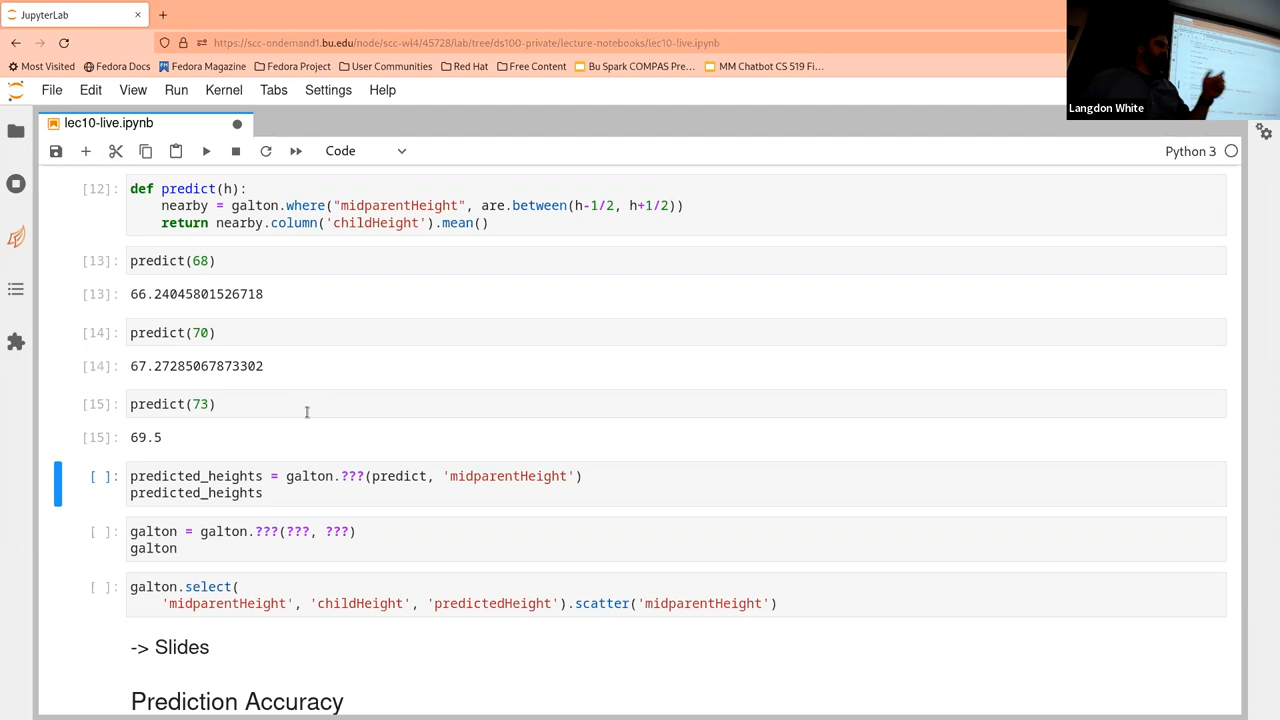 JupyterLab
https://scc-ondemand1.bu.edu/node/scc-wi4/45728/lab/tree/ds100-private/lecture-notebooks/lec10-live.ipynb
Most Visited Fedora Docs Fedora Magazine Fedora Project User Communities Red Hat Free Content Bu Spark COMPAS Pre… MM Chatbot CS 519 Fi…
Langdon White
File Edit View Run Kernel Tabs Settings Help
lec10-live.ipynb
Code
Python 3
[12]: def predict(h):
nearby = galton.where("midparentHeight", are.between(h-1/2, h+1/2))
return nearby.column('childHeight').mean()
[13]: predict(68)
[13]: 66.24045801526718
[14]: predict(70)
[14]: 67.27285067873302
[15]: predict(73)
[15]: 69.5
[ ]: predicted_heights = galton.???(predict, 'midparentHeight')
predicted_heights
[ ]: galton = galton.???(???, ???)
galton
[ ]: galton.select(
'midparentHeight', 'childHeight', 'predictedHeight').scatter('midparentHeight')
-> Slides
Prediction Accuracy